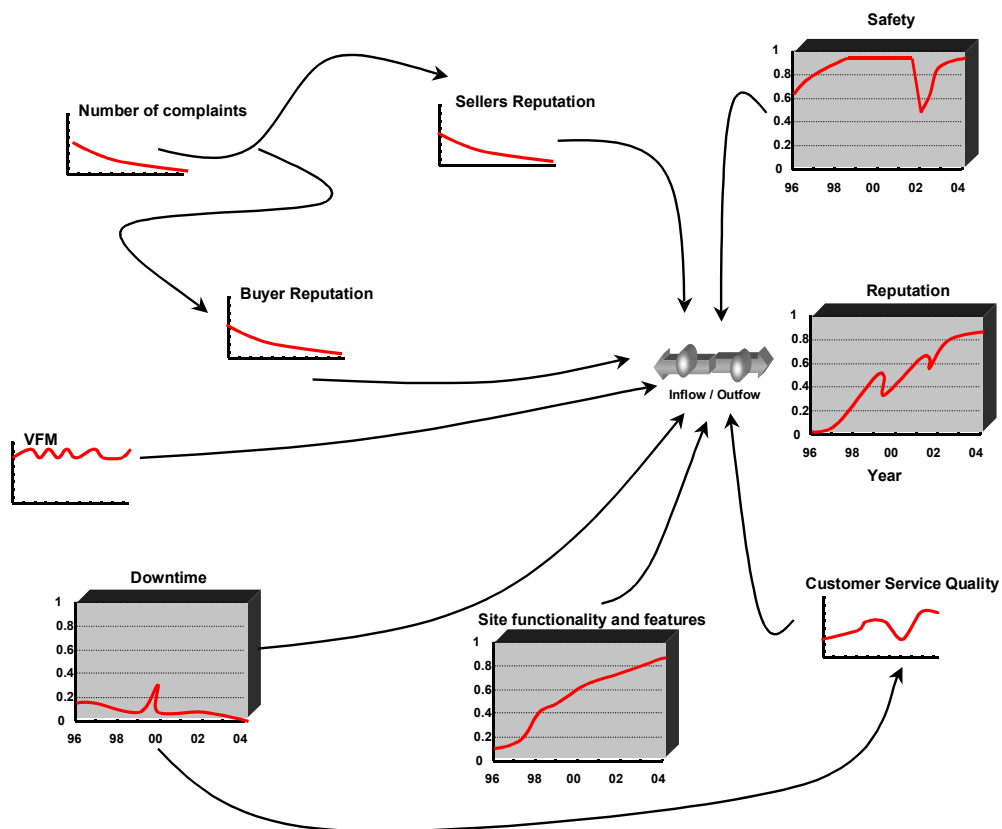 Safety
1
0.8
0.6
0.4
0.2
0
96 98 00 02 04
Number of complaints
Sellers Reputation
Buyer Reputation
Reputation
1
0.8
0.6
0.4
0.2
0
96 98 00 02 04
Year
Inflow / Outfow
VFM
Downtime
1
0.8
0.6
0.4
0.2
0
96 98 00 02 04
Site functionality and features
1
0.8
0.6
0.4
0.2
0
96 98 00 02 04
Customer Service Quality